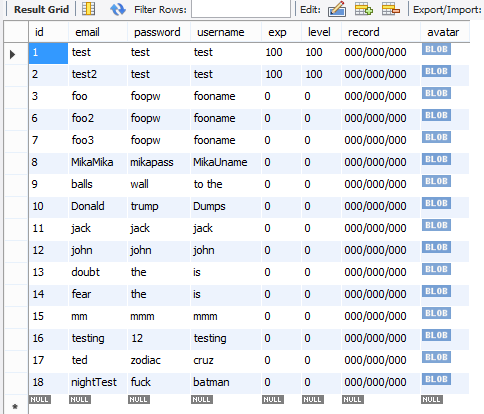 Result Grid Filter Rows: Edit: Export/Import:
id email password username exp level record avatar
1 test test test 100 100 000/000/000 BLOB
2 test2 test test 100 100 000/000/000 BLOB
3 foo foopw fooname 0 0 000/000/000 BLOB
6 foo2 foopw fooname 0 0 000/000/000 BLOB
7 foo3 foopw fooname 0 0 000/000/000 BLOB
8 MikaMika mikapass MikaUname 0 0 000/000/000 BLOB
9 balls wall to the 0 0 000/000/000 BLOB
10 Donald trump Dumps 0 0 000/000/000 BLOB
11 jack jack jack 0 0 000/000/000 BLOB
12 john john john 0 0 000/000/000 BLOB
13 doubt the is 0 0 000/000/000 BLOB
14 fear the is 0 0 000/000/000 BLOB
15 mm mmm mmm 0 0 000/000/000 BLOB
16 testing 12 testing 0 0 000/000/000 BLOB
17 ted zodiac cruz 0 0 000/000/000 BLOB
18 nightTest fuck batman 0 0 000/000/000 BLOB
NULL NULL NULL NULL NULL NULL NULL NULL